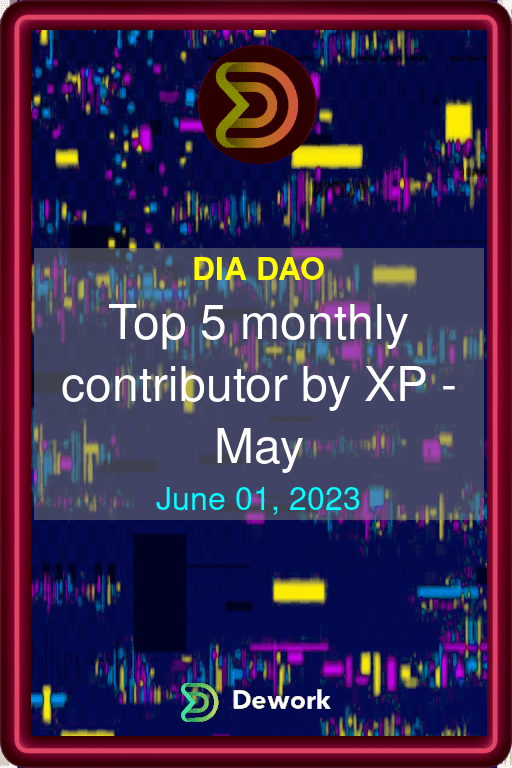 DIA DAO
Top 5 monthly
contributor by XP -
May
June 01, 2023
Dework